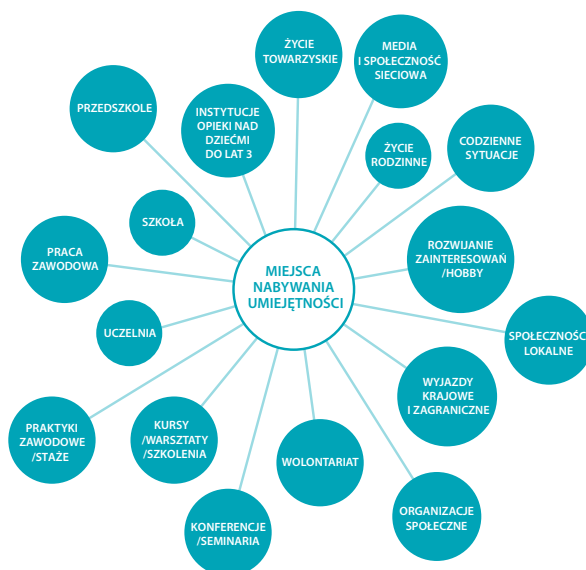 ŻYCIE
TOWARZYSKIE
MEDIA
I SPOŁECZNOŚĆ
SIECIOWA
PRZEDSZKOLE
INSTYTUCJE
OPIEKI NAD
DZIEĆMI
DO LAT 3
ŻYCIE
RODZINNE
CODZIENNE
SYTUACJE
SZKOŁA
PRACA
ZAWODOWA
MIEJSCA
NABYWANIA
UMIEJĘTNOŚCI
ROZWIJANIE
ZAINTERESOWAŃ
/HOBBY
UCZELNIA
SPOŁECZNOŚCI
LOKALNE
WYJAZDY
KRAJOWE
I ZAGRANICZNE
PRAKTYKI
ZAWODOWE
/STAŻE
KURSY
/WARSZTATY
/SZKOLENIA
WOLONTARIAT
KONFERENCJE
/SEMINARIA
ORGANIZACJE
SPOŁECZNE